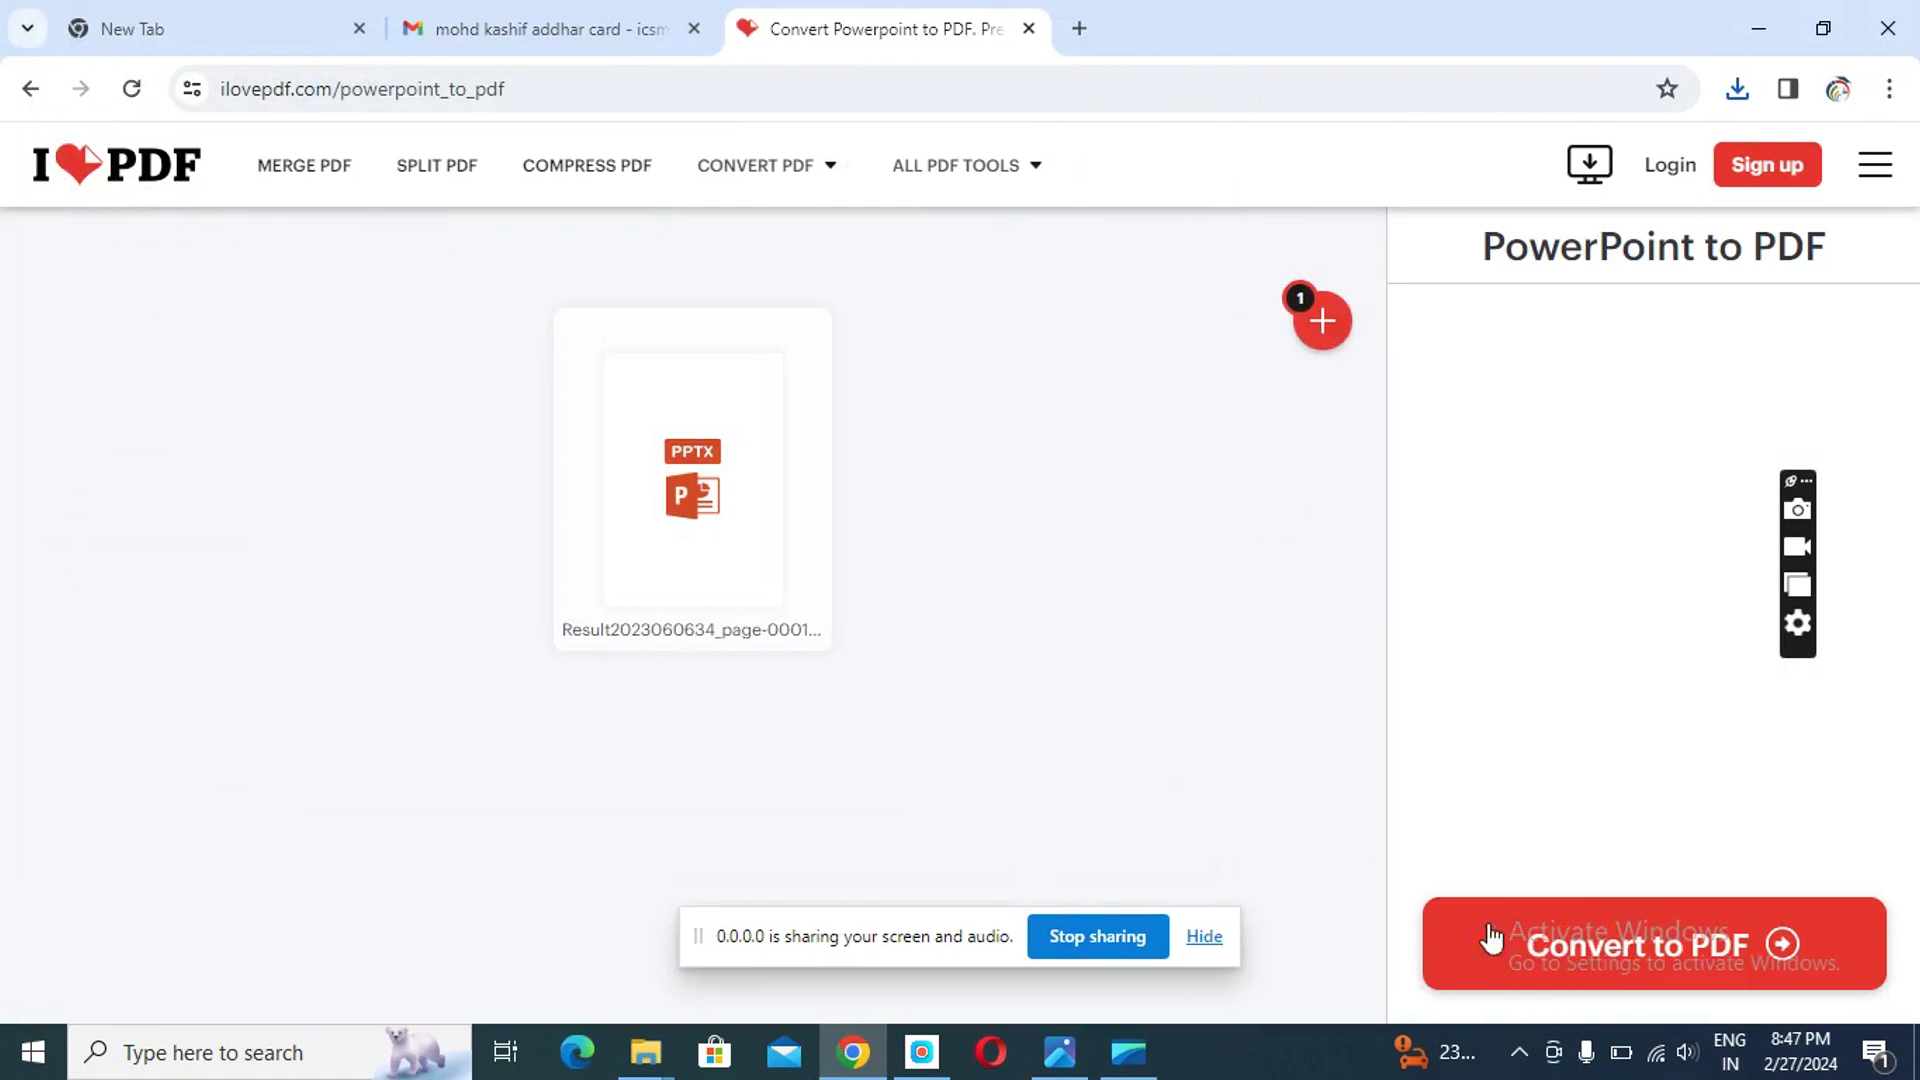 New Tab
mohd kashif addhar card - icsm
Convert Powerpoint to PDF. Pre
ilovepdf.com/powerpoint_to_pdf
I PDF
MERGE PDF
SPLIT PDF
COMPRESS PDF
CONVERT PDF
ALL PDF TOOLS
Login
Sign up
PowerPoint to PDF
1
PPTX
P
Result2023060634_page-0001...
0.0.0.0 is sharing your screen and audio.
Stop sharing
Hide
Convert to PDF
Activate Windows
Go to Settings to activate Windows.
Type here to search
23...
ENG
IN
8:47 PM
2/27/2024
1